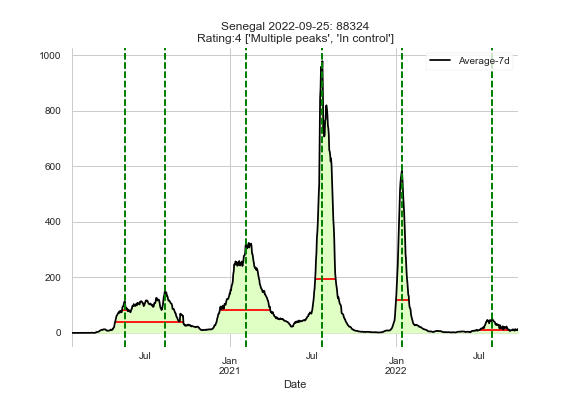 Senegal 2022-09-25: 88324
Rating:4 ['Multiple peaks', 'In control']
1000
Average-7d
800
600
400
200
0
Jul
Jan
2021
Jul
Jan
2022
Jul
Date